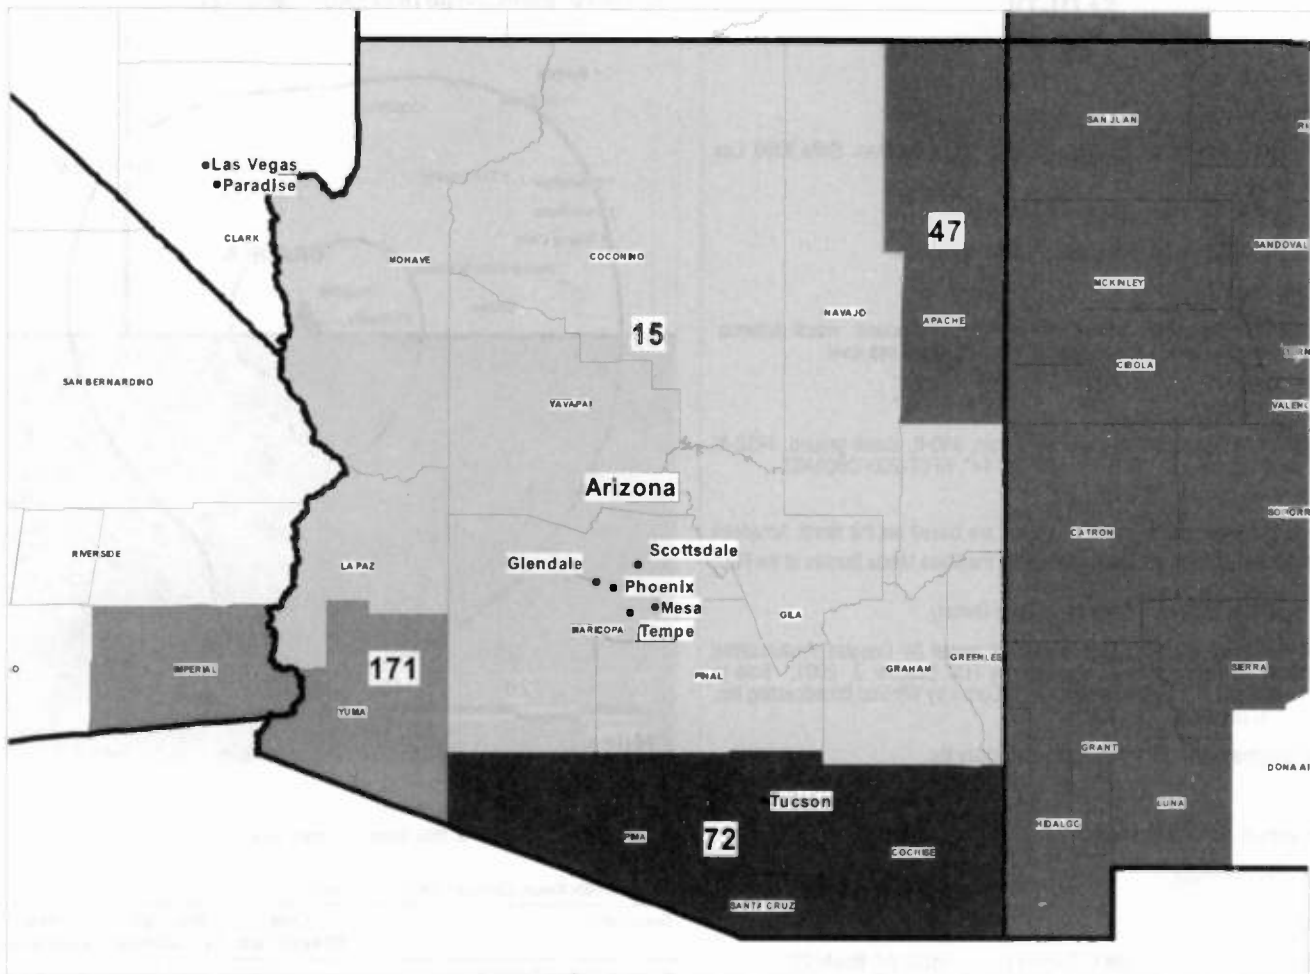 SAN JUAN
Las Vegas
Paradise
CLARK
47
SANDOVAL
MOHAVE
COCONINO
MCKINLEY
NAVAJO
APACHE
15
CIBOLA
SAN BERNARDINO
YAVAPAI
Arizona
CATRON
Scottsdale
RIVERSIDE
Glendale
LA PAZ
Phoenix
Mesa
GILA
MARICOPA
Tempe
IMPERIAL
171
PINAL
GRAHAM
GREENLEE
SIERRA
YUMA
GRANT
DONA A
Tucson
LUNA
HIDALGO
PIMA
72
COCHISE
SANTA CRUZ